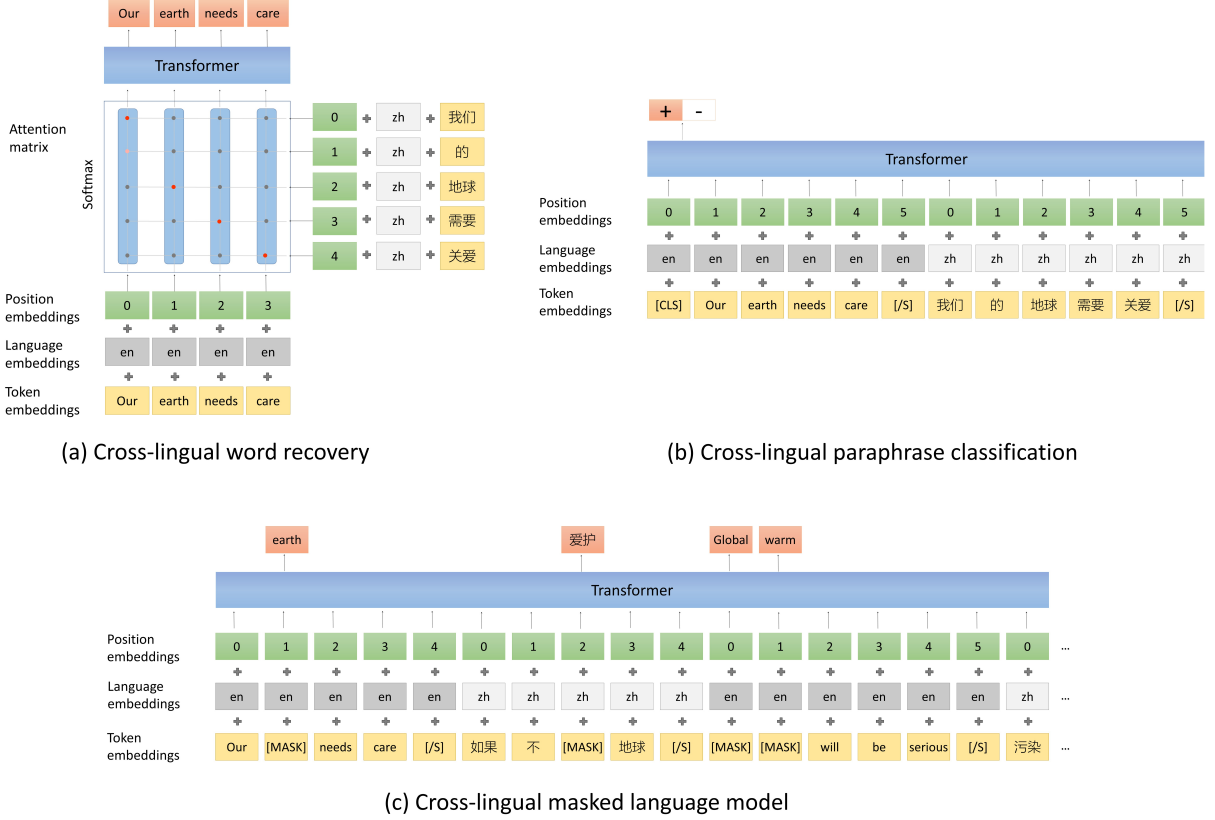 Our earth needs care
Transformer
Attention
matrix
Softmax
0 + zh + 我们
1 + zh + 的
2 + zh + 地球
3 + zh + 需要
4 + zh + 关爱
Position
embeddings
0 1 2 3
+ + + +
Language
embeddings
en en en en
+ + + +
Token
embeddings
Our earth needs care
(a) Cross-lingual word recovery
+ -
Transformer
Position
embeddings
0 1 2 3 4 5 0 1 2 3 4 5
+ + + + + + + + + + + +
Language
embeddings
en en en en en en zh zh zh zh zh zh
+ + + + + + + + + + + +
Token
embeddings
[CLS] Our earth needs care [/S] 我们 的 地球 需要 关爱 [/S]
(b) Cross-lingual paraphrase classification
earth 爱护 Global warm
Transformer
Position
embeddings
0 1 2 3 4 0 1 2 3 4 0 1 2 3 4 5 0 ...
+ + + + + + + + + + + + + + + + +
Language
embeddings
en en en en en zh zh zh zh zh en en en en en en zh ...
+ + + + + + + + + + + + + + + + +
Token
embeddings
Our [MASK] needs care [/S] 如果 不 [MASK] 地球 [/S] [MASK] [MASK] will be serious [/S] 污染 ...
(c) Cross-lingual masked language model